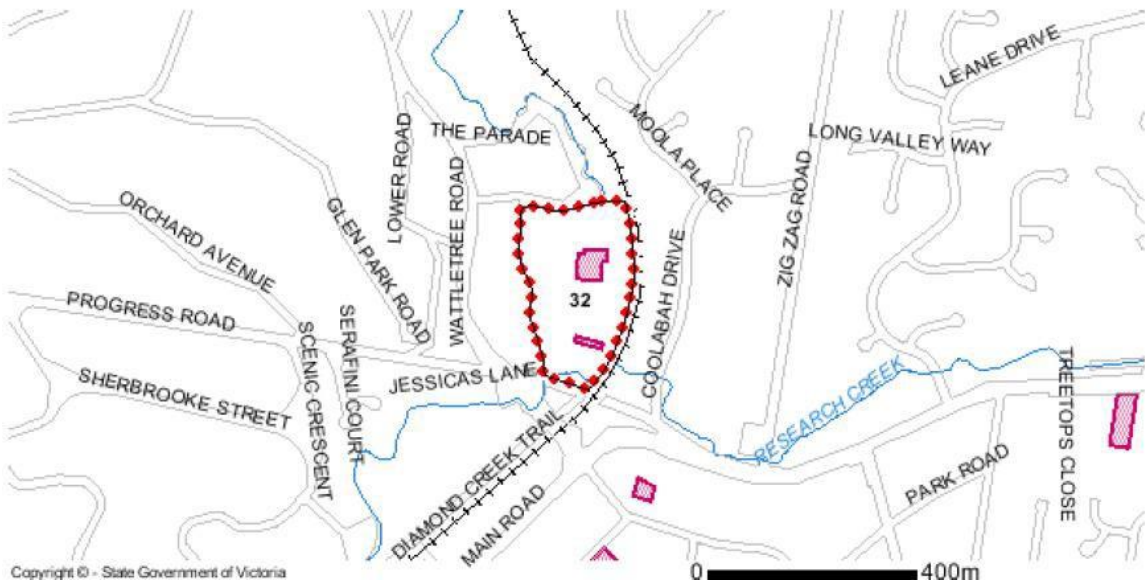 LEANE DRIVE
MOOLA PLACE
THE PARADE
LONG VALLEY WAY
LOWER ROAD
WATTLETREE ROAD
ZIG ZAG ROAD
ORCHARD AVENUE
GLEN PARK ROAD
COOLABAH DRIVE
32
PROGRESS ROAD
SCENIC CRESCENT
SERAFINI COURT
JESSICAS LANE
SHERBROOKE STREET
RESEARCH CREEK
TREETOPS CLOSE
DIAMOND CREEK TRAIL
MAIN ROAD
PARK ROAD
Copyright © - State Government of Victoria
0 400m